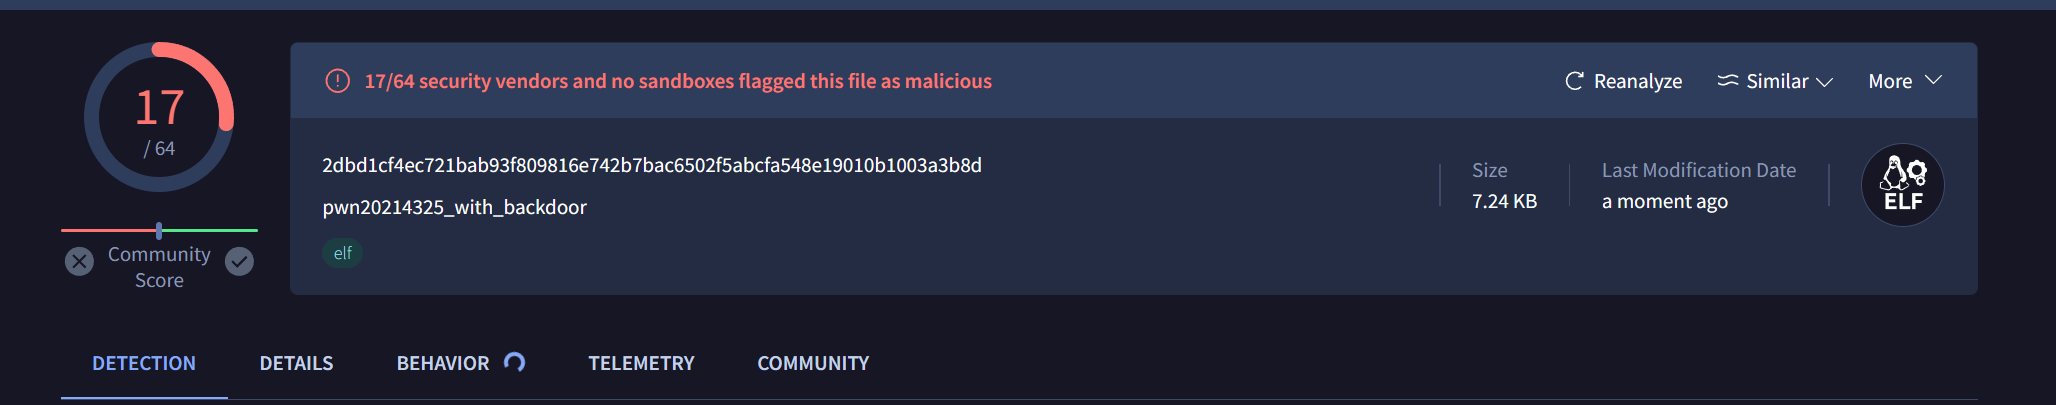 17
/ 64
Community
Score
17/64 security vendors and no sandboxes flagged this file as malicious
Reanalyze
Similar
More
2dbd1cf4ec721bab93f809816e742b7bac6502f5abcfa548e19010b1003a3b8d
pwn20214325_with_backdoor
elf
Size
7.24 KB
Last Modification Date
a moment ago
ELF
DETECTION
DETAILS
BEHAVIOR
TELEMETRY
COMMUNITY